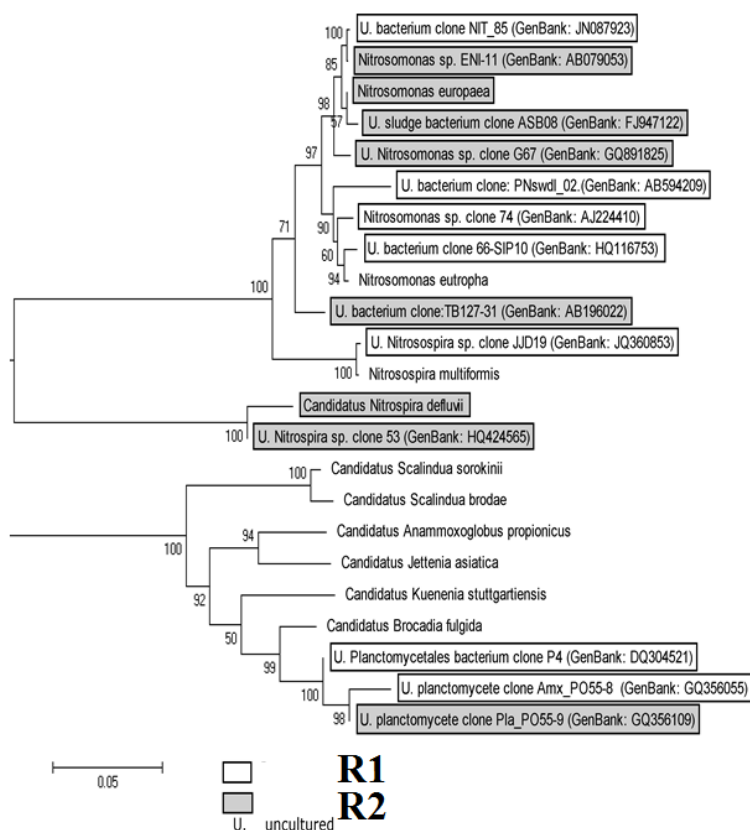 U. bacterium clone NIT_85 (GenBank: JN087923)
100
Nitrosomonas sp. ENI-11 (GenBank: AB079053)
85
Nitrosomonas europaea
98
57
U. sludge bacterium clone ASB08 (GenBank: FJ947122)
97
U. Nitrosomonas sp. clone G67 (GenBank: GQ891825)
U. bacterium clone: PNswdl_02.(GenBank: AB594209)
71
90
Nitrosomonas sp. clone 74 (GenBank: AJ224410)
60
U. bacterium clone 66-SIP10 (GenBank: HQ116753)
94
Nitrosomonas eutropha
100
U. bacterium clone:TB127-31 (GenBank: AB196022)
U. Nitrosospira sp. clone JJD19 (GenBank: JQ360853)
100
Nitrosospira multiformis
Candidatus Nitrospira defluvii
100
U. Nitrospira sp. clone 53 (GenBank: HQ424565)
100
Candidatus Scalindua sorokinii
Candidatus Scalindua brodae
100
94
Candidatus Anammoxoglobus propionicus
Candidatus Jettenia asiatica
92
Candidatus Kuenenia stuttgartiensis
50
Candidatus Brocadia fulgida
99
U. Planctomycetales bacterium clone P4 (GenBank: DQ304521)
100
U. planctomycete clone Amx_PO55-8 (GenBank: GQ356055)
98
U. planctomycete clone Pla_PO55-9 (GenBank: GQ356109)
0.05
R1
R2
U. uncultured